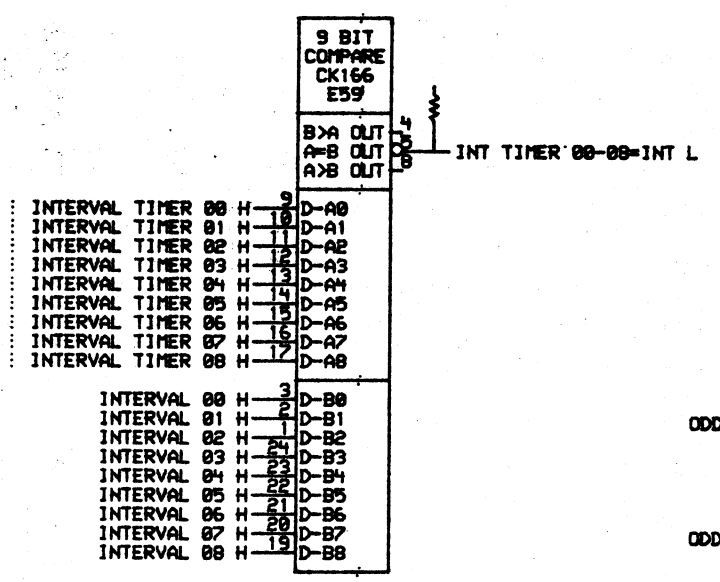 9 BIT
COMPARE
CK166
E59
B>A OUT 4
A=B OUT 5 INT TIMER 00-08=INT L
A>B OUT 8
INTERVAL TIMER 00 H 9 D-A0
INTERVAL TIMER 01 H 10 D-A1
INTERVAL TIMER 02 H 11 D-A2
INTERVAL TIMER 03 H 12 D-A3
INTERVAL TIMER 04 H 13 D-A4
INTERVAL TIMER 05 H 14 D-A5
INTERVAL TIMER 06 H 15 D-A6
INTERVAL TIMER 07 H 16 D-A7
INTERVAL TIMER 08 H 17 D-A8
INTERVAL 00 H 3 D-B0
INTERVAL 01 H 2 D-B1
INTERVAL 02 H 1 D-B2
ODD
INTERVAL 03 H 24 D-B3
INTERVAL 04 H 23 D-B4
INTERVAL 05 H 22 D-B5
INTERVAL 06 H 21 D-B6
INTERVAL 07 H 20 D-B7
ODD
INTERVAL 08 H 19 D-B8